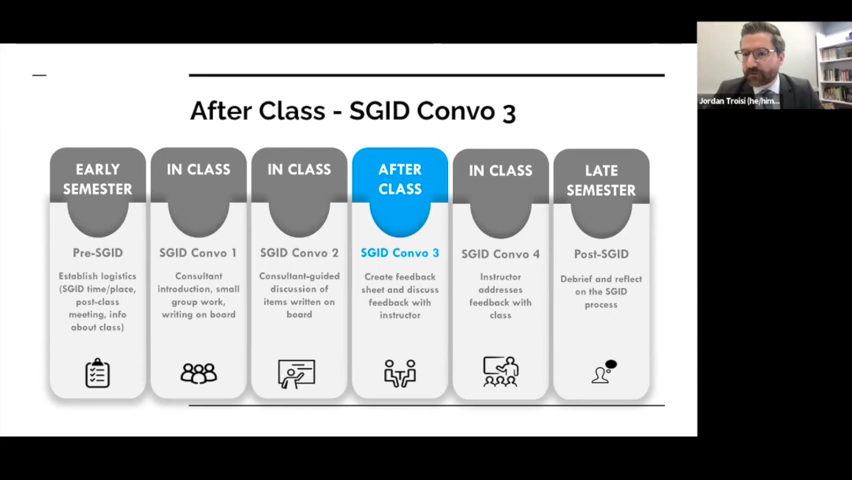 After Class - SGID Convo 3
EARLY
SEMESTER
Pre-SGID
Establish logistics
(SGID time/place,
post-class
meeting, info
about class)
IN CLASS
SGID Convo 1
Consultant
introduction, small
group work,
writing on board
IN CLASS
SGID Convo 2
Consultant-guided
discussion of
items written on
board
AFTER
CLASS
SGID Convo 3
Create feedback
sheet and discuss
feedback with
instructor
IN CLASS
SGID Convo 4
Instructor
addresses
feedback with
class
LATE
SEMESTER
Post-SGID
Debrief and reflect
on the SGID
process
Jordan Troisi (he/him...